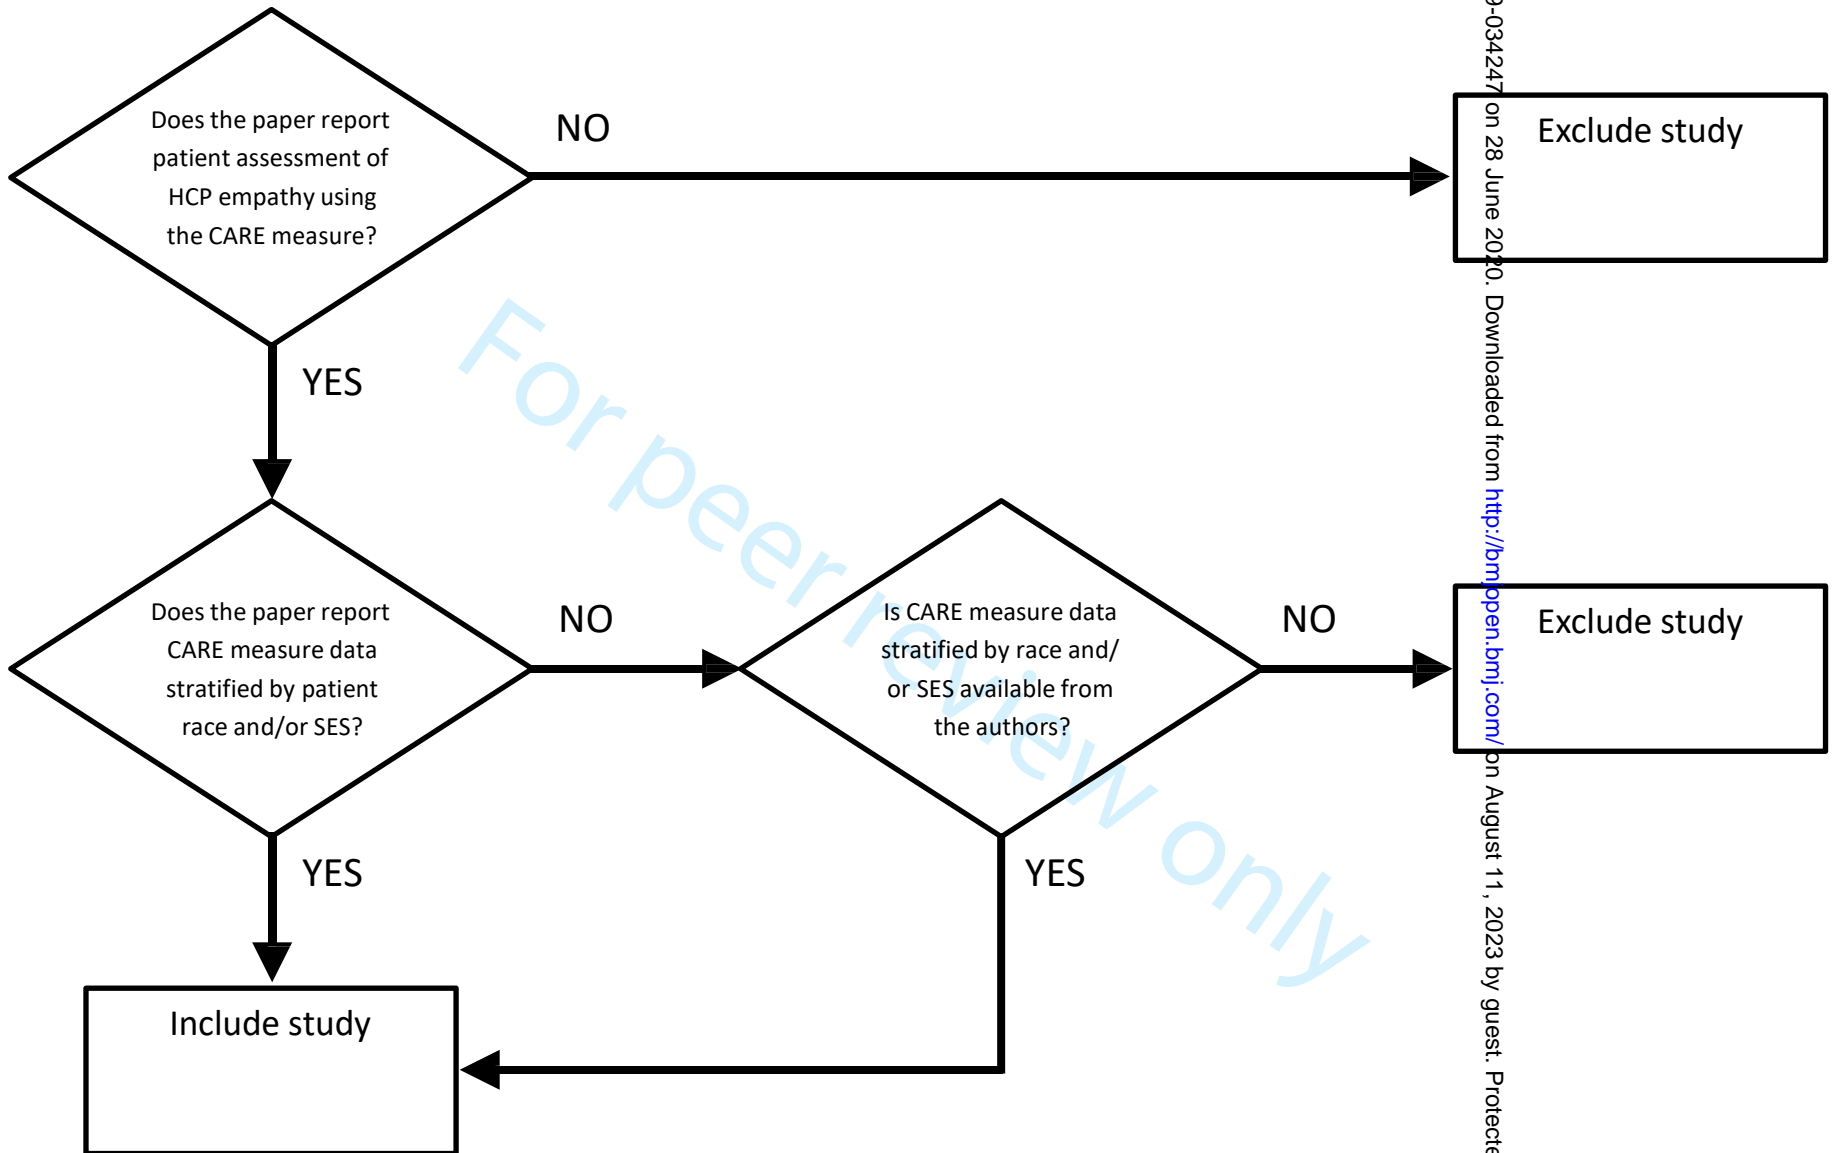 Does the paper report
patient assessment of
HCP empathy using
the CARE measure?
NO
Exclude study
YES
Does the paper report
CARE measure data
stratified by patient
race and/or SES?
NO
Is CARE measure data
stratified by race and/
or SES available from
the authors?
NO
Exclude study
YES
YES
Include study
For peer review only
9-034247 on 28 June 2020. Downloaded from http://bmjopen.bmj.com/ on August 11, 2023 by guest. Protecte